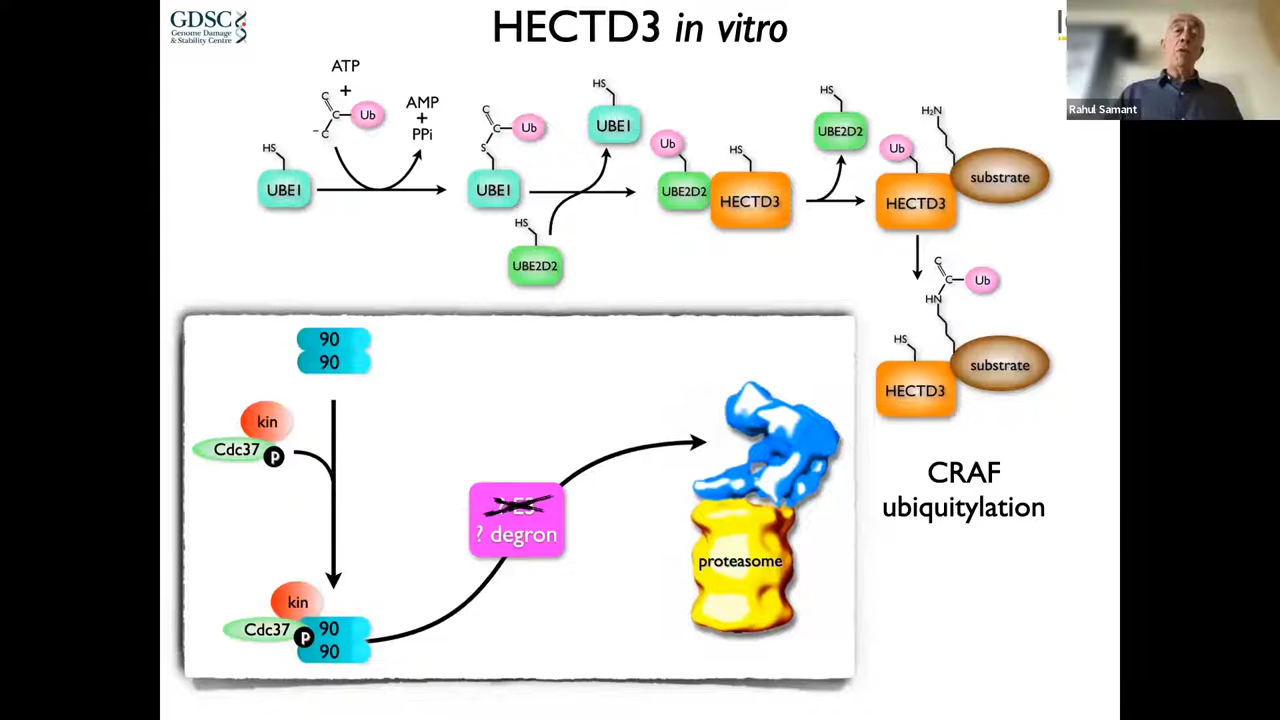 GDSC
Genome Damage
& Stability Centre
HECTD3 in vitro
Rahul Samant
ATP
+
C
C
Ub
-C
AMP
+
PPi
HS
UBE1
C
C
Ub
S
UBE1
HS
UBE1
HS
UBE2D2
Ub
UBE2D2
HS
HECTD3
HS
UBE2D2
Ub
H₂N
HECTD3
substrate
C
C
Ub
HN
HS
HECTD3
substrate
CRAF
ubiquitylation
90
90
kin
Cdc37
P
? degron
proteasome
kin
Cdc37
P
90
90